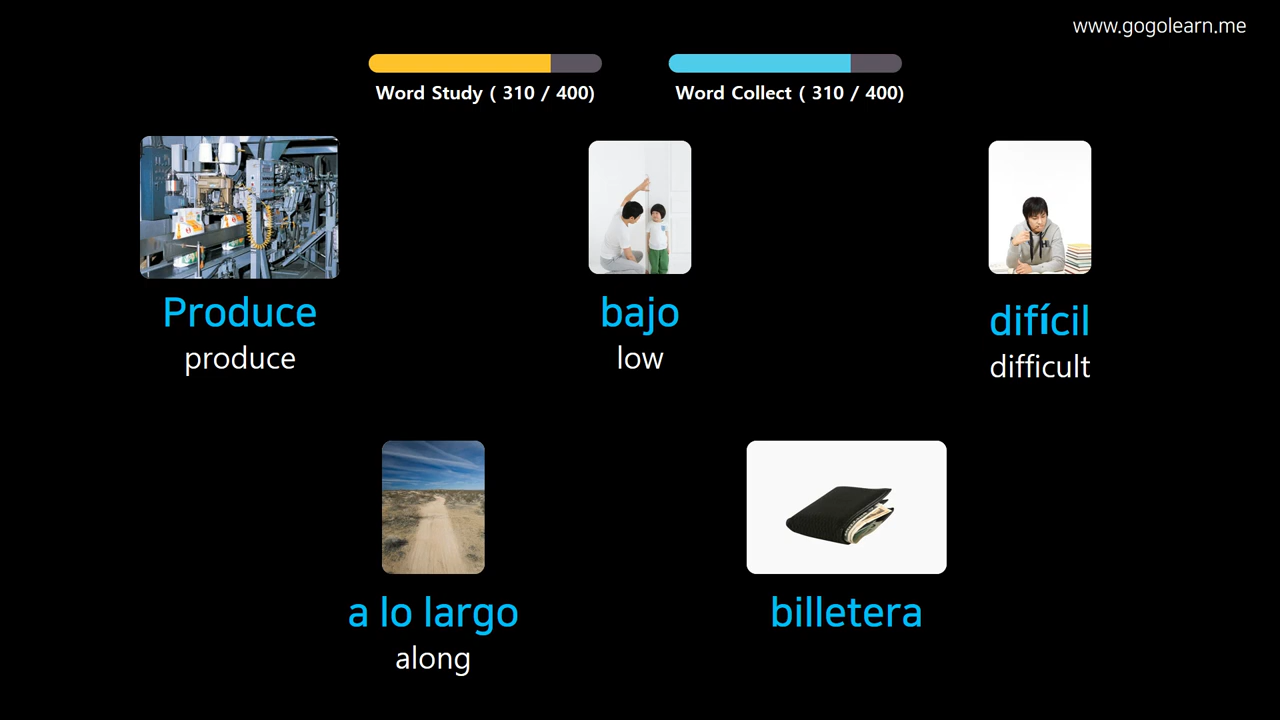 www.gogolearn.me
Word Study ( 310 / 400)
Word Collect ( 310 / 400)
Produce
produce
bajo
low
difícil
difficult
a lo largo
along
billetera